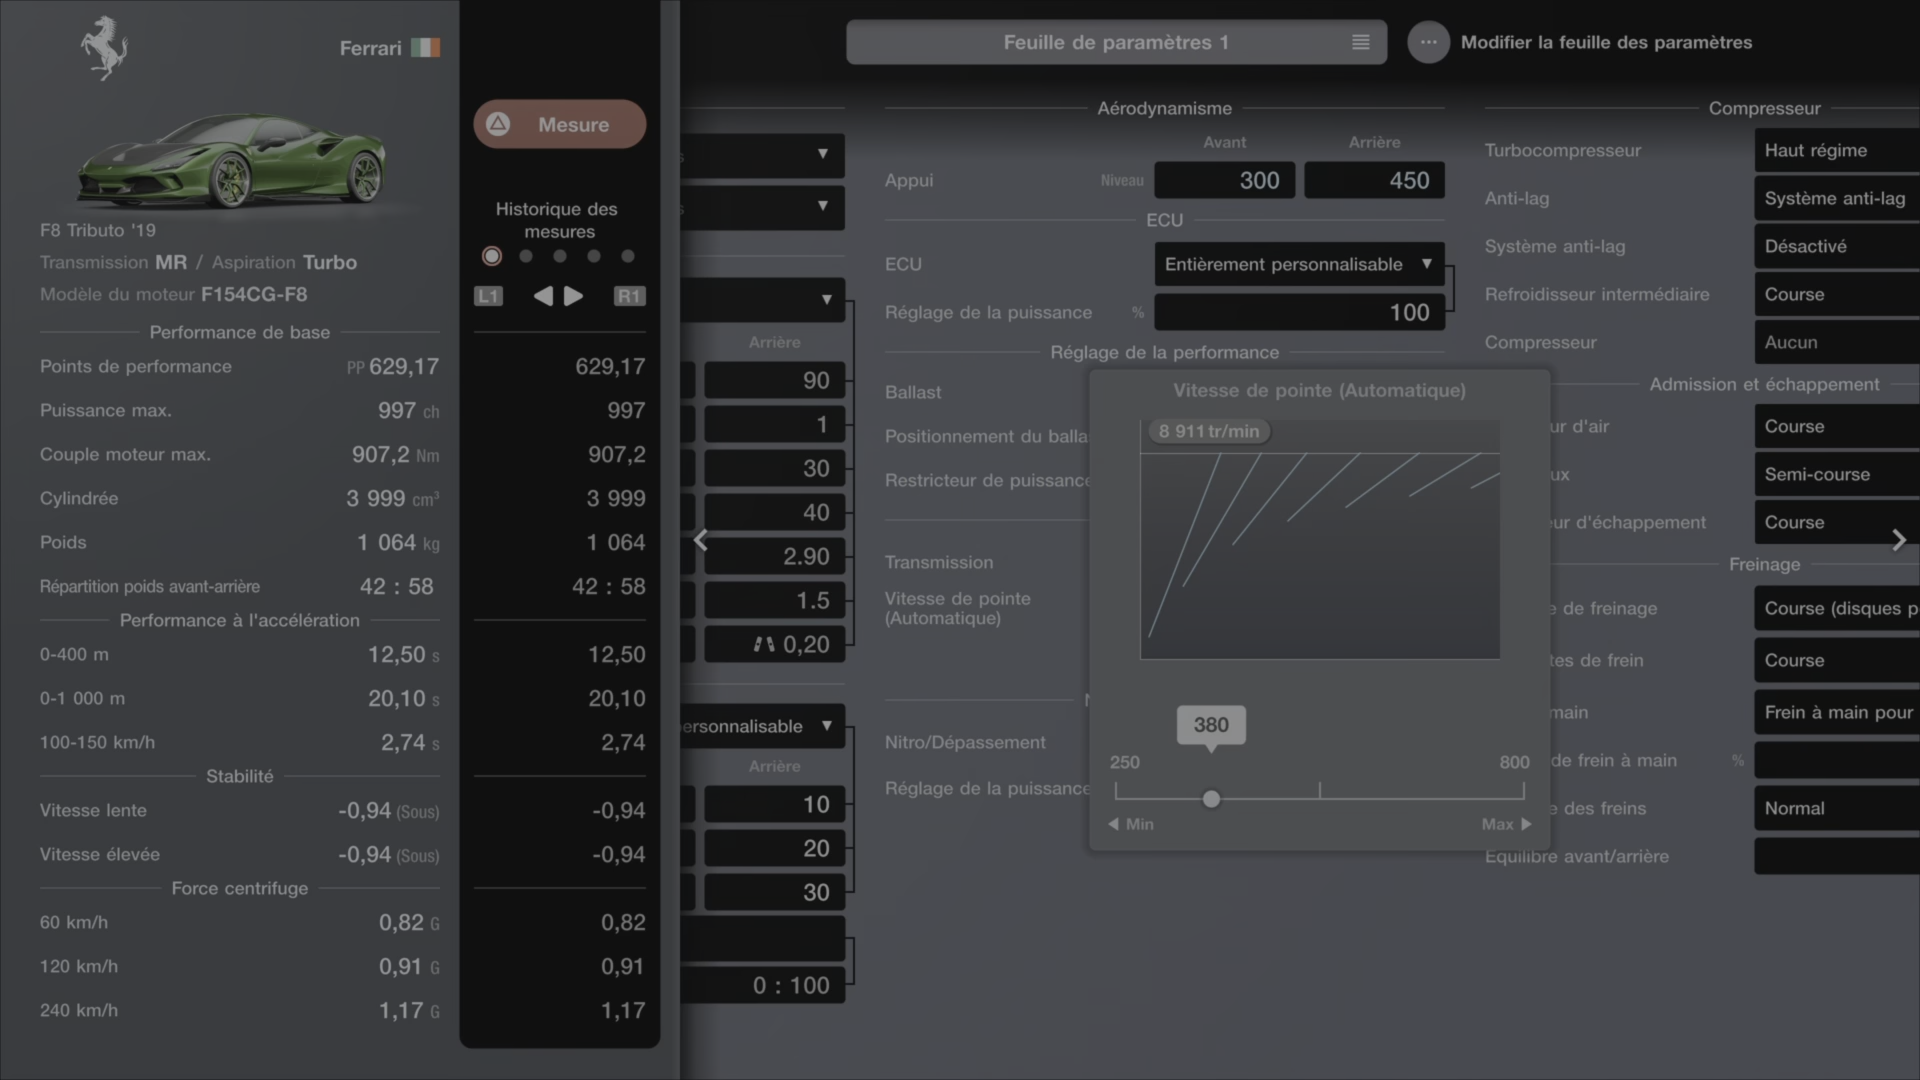 Ferrari
F8 Tributo '19
Transmission MR / Aspiration Turbo
Modèle du moteur F154CG-F8
Performance de base
Points de performance PP 629,17
Puissance max. 997 ch
Couple moteur max. 907,2 Nm
Cylindrée 3 999 cm³
Poids 1 064 kg
Répartition poids avant-arrière 42 : 58
Performance à l'accélération
0-400 m 12,50 s
0-1 000 m 20,10 s
100-150 km/h 2,74 s
Stabilité
Vitesse lente -0,94 (Sous)
Vitesse élevée -0,94 (Sous)
Force centrifuge
60 km/h 0,82 G
120 km/h 0,91 G
240 km/h 1,17 G
Mesure
Historique des
mesures
L1 R1
629,17
997
907,2
3 999
1 064
42 : 58
12,50
20,10
2,74
-0,94
-0,94
0,82
0,91
1,17
Feuille de paramètres 1
Modifier la feuille des paramètres
s
s
Arrière
90
1
30
40
2.90
1.5
0,20
ersonnalisable
Arrière
10
20
30
0 : 100
Aérodynamisme
Avant Arrière
Appui Niveau 300 450
ECU
ECU Entièrement personnalisable
Réglage de la puissance % 100
Réglage de la performance
Ballast
Positionnement du balla
Restricteur de puissance
Transmission
Vitesse de pointe
(Automatique)
Nitro/Dépassement
Réglage de la puissance
Vitesse de pointe (Automatique)
8 911 tr/min
380
250 800
Min Max
Compresseur
Turbocompresseur Haut régime
Anti-lag Système anti-lag
Système anti-lag Désactivé
Refroidisseur intermédiaire Course
Compresseur Aucun
Admission et échappement
ur d'air Course
ux Semi-course
ur d'échappement Course
Freinage
e de freinage Course (disques p
tes de frein Course
main Frein à main pour
de frein à main %
e des freins Normal
Equilibre avant/arrière